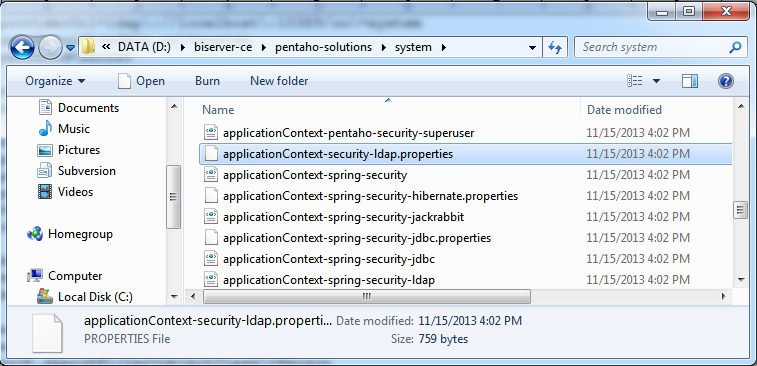 DATA (D:) biserver-ce pentaho-solutions system Search system
Organize Open Burn New folder
Documents
Music
Pictures
Subversion
Videos
Homegroup
Computer
Local Disk (C:)
Name Date modified
applicationContext-pentaho-security-superuser 11/15/2013 4:02 PM
applicationContext-security-ldap.properties 11/15/2013 4:02 PM
applicationContext-spring-security 11/15/2013 4:02 PM
applicationContext-spring-security-hibernate.properties 11/15/2013 4:02 PM
applicationContext-spring-security-jackrabbit 11/15/2013 4:02 PM
applicationContext-spring-security-jdbc.properties 11/15/2013 4:02 PM
applicationContext-spring-security-jdbc 11/15/2013 4:02 PM
applicationContext-spring-security-ldap 11/15/2013 4:02 PM
applicationContext-security-ldap.properti... Date modified: 11/15/2013 4:02 PM
PROPERTIES File Size: 759 bytes